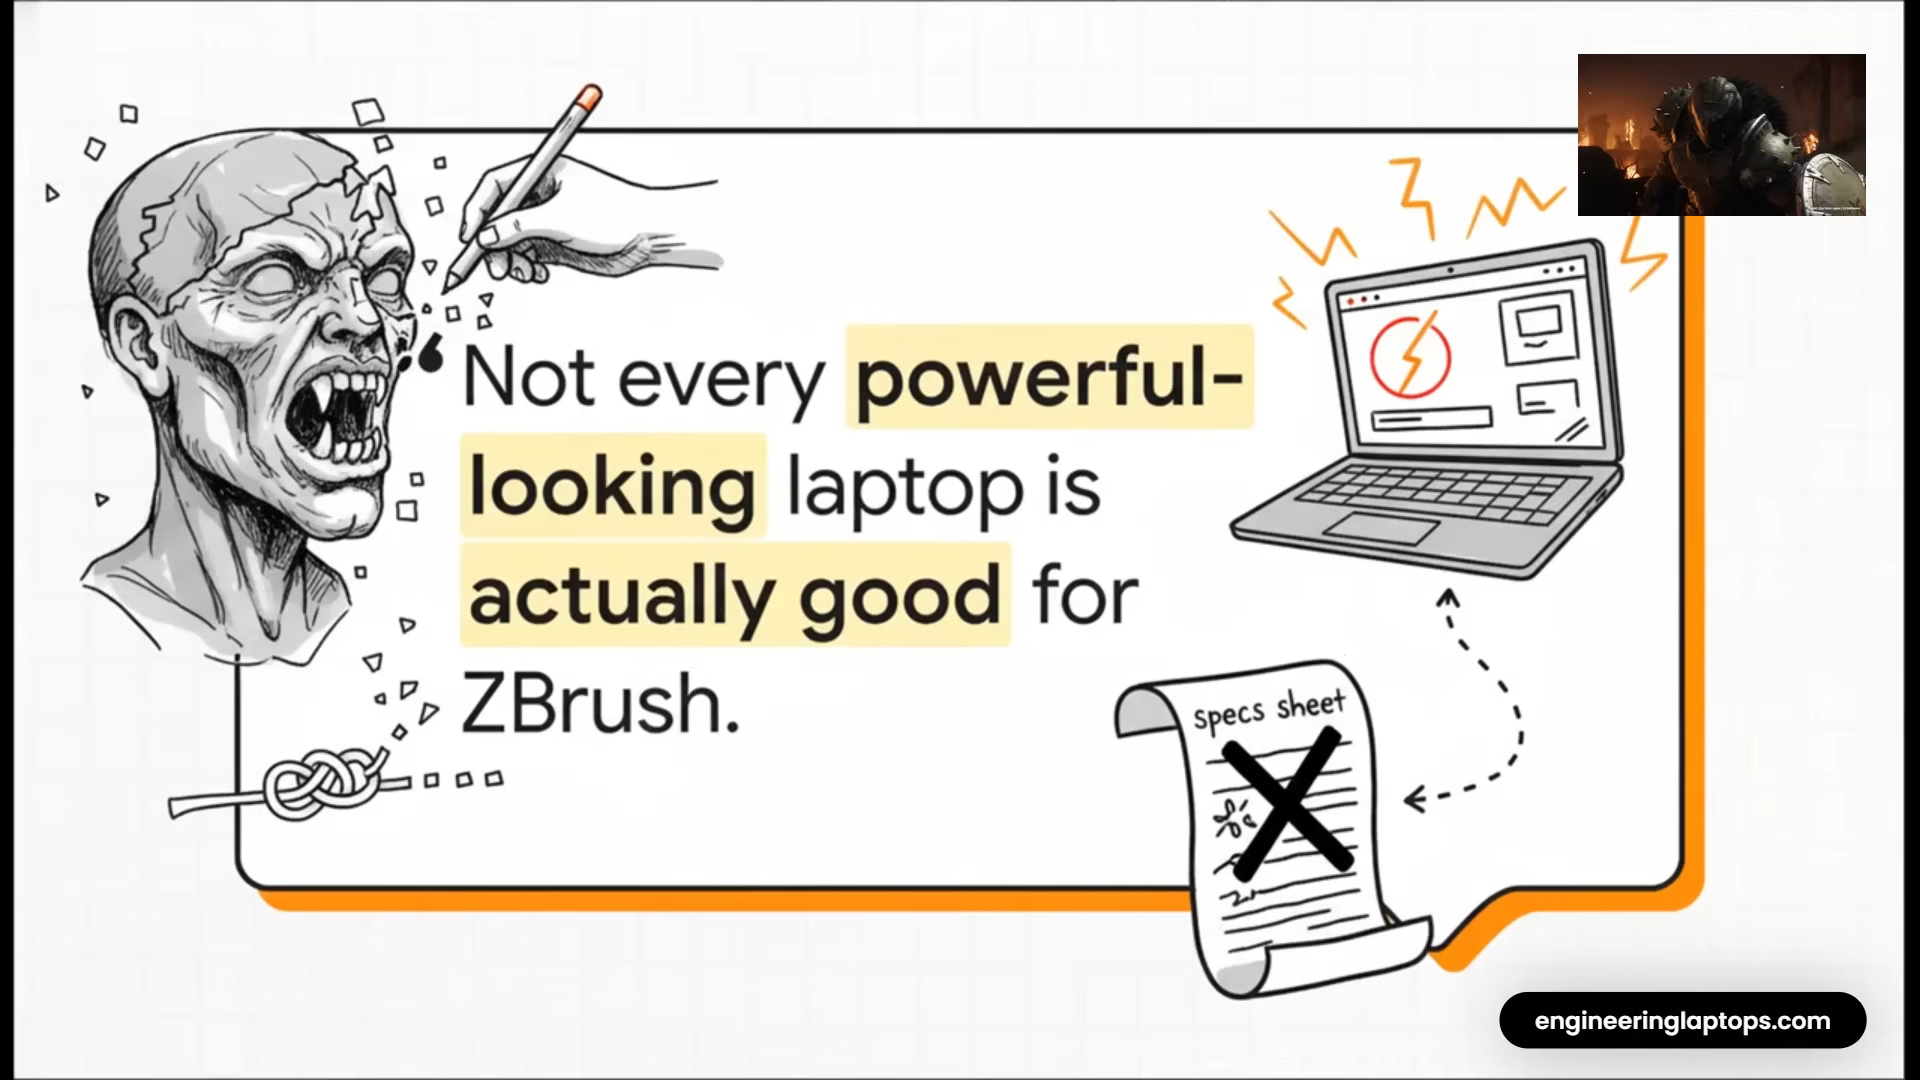 Not every powerful-
looking laptop is
actually good for
ZBrush.
specs sheet
engineeringlaptops.com